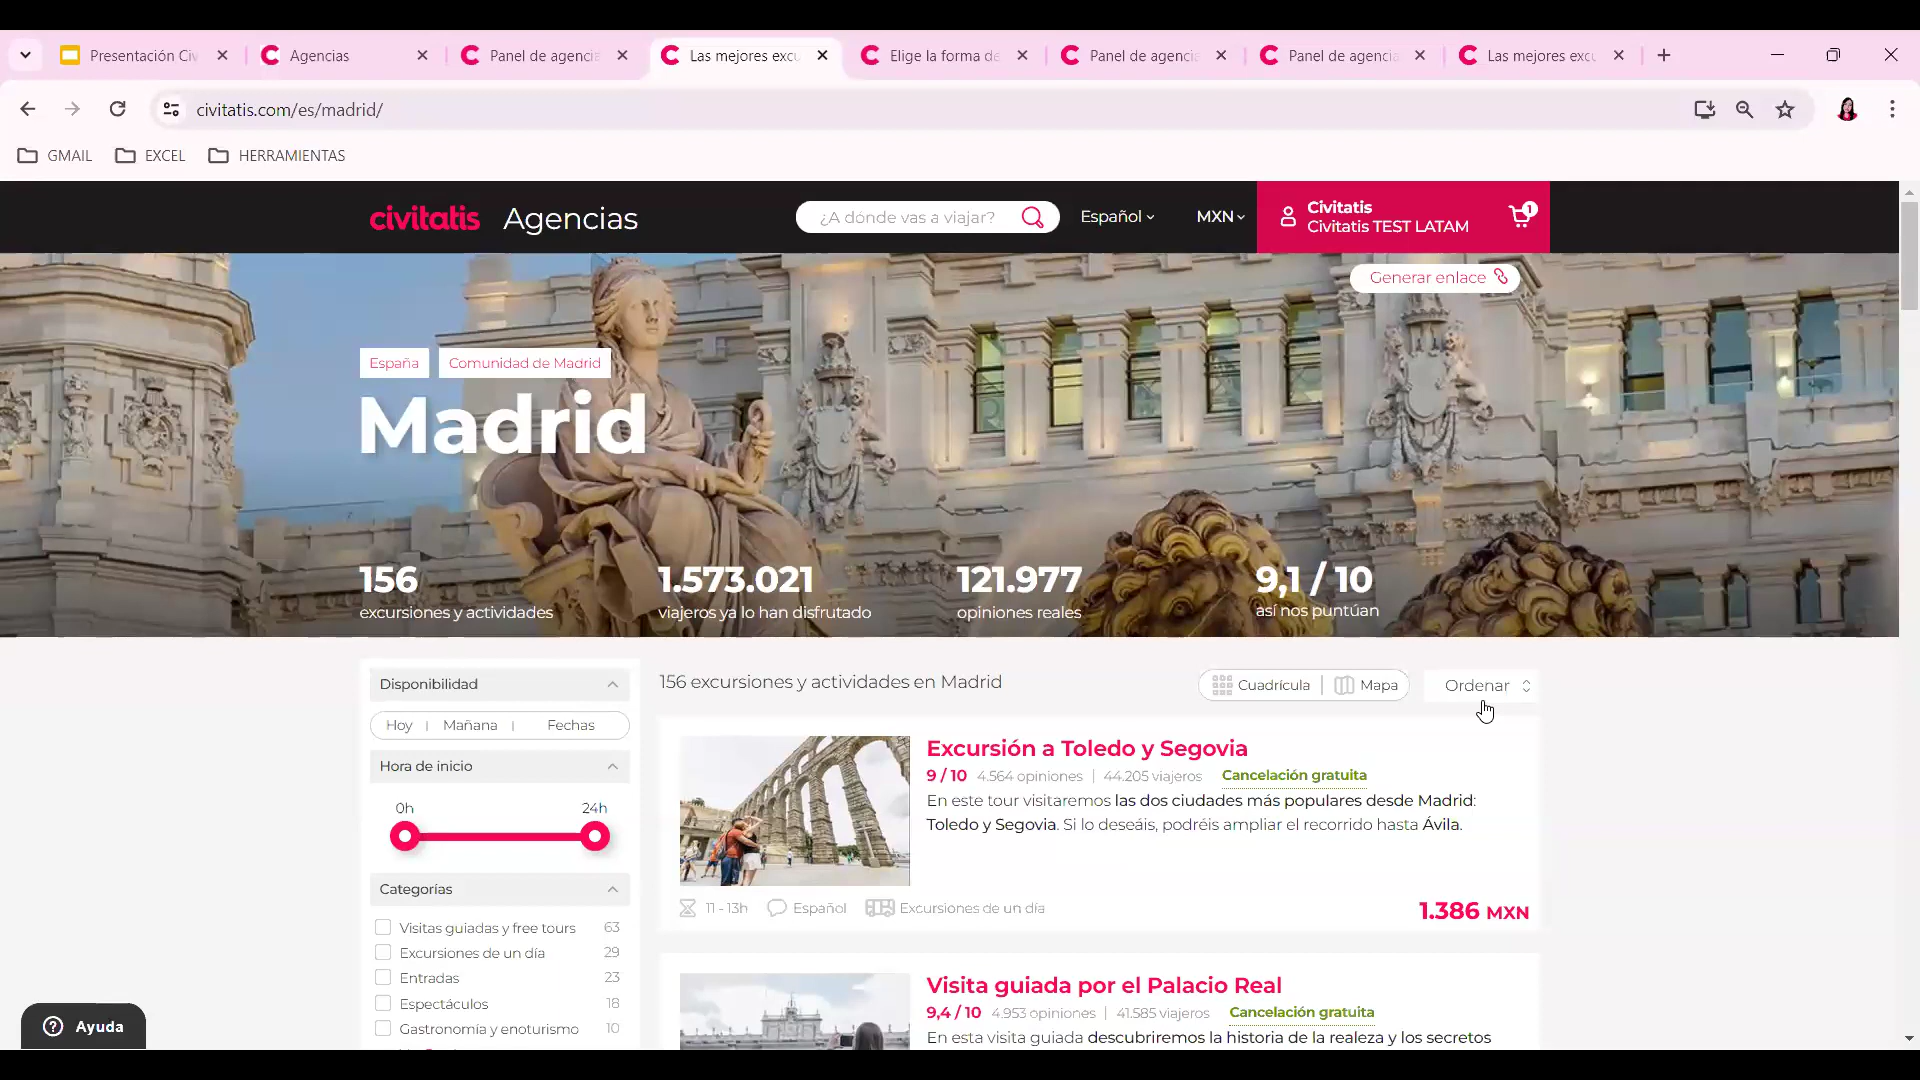 Presentación Civ
Agencias
Panel de agencia
Las mejores excu
Elige la forma de
Panel de agencia
Panel de agencia
Las mejores exc
civitatis.com/es/madrid/
GMAIL
EXCEL
HERRAMIENTAS
civitatis Agencias
¿A dónde vas a viajar?
Español
MXN
Civitatis
Civitatis TEST LATAM
1
Generar enlace
España
Comunidad de Madrid
Madrid
156
excursiones y actividades
1.573.021
viajeros ya lo han disfrutado
121.977
opiniones reales
9,1 / 10
así nos puntúan
Disponibilidad
Hoy | Mañana | Fechas
Hora de inicio
0h
24h
Categorías
Visitas guiadas y free tours 63
Excursiones de un día 29
Entradas 23
Espectáculos 18
Gastronomía y enoturismo 10
156 excursiones y actividades en Madrid
Cuadrícula | Mapa
Ordenar
Excursión a Toledo y Segovia
9 / 10 4.564 opiniones | 44.205 viajeros Cancelación gratuita
En este tour visitaremos las dos ciudades más populares desde Madrid:
Toledo y Segovia. Si lo deseáis, podréis ampliar el recorrido hasta Ávila.
11 - 13h Español Excursiones de un día
1.386 MXN
Visita guiada por el Palacio Real
9,4 / 10 4.953 opiniones | 41.585 viajeros Cancelación gratuita
En esta visita guiada descubriremos la historia de la realeza y los secretos
? Ayuda